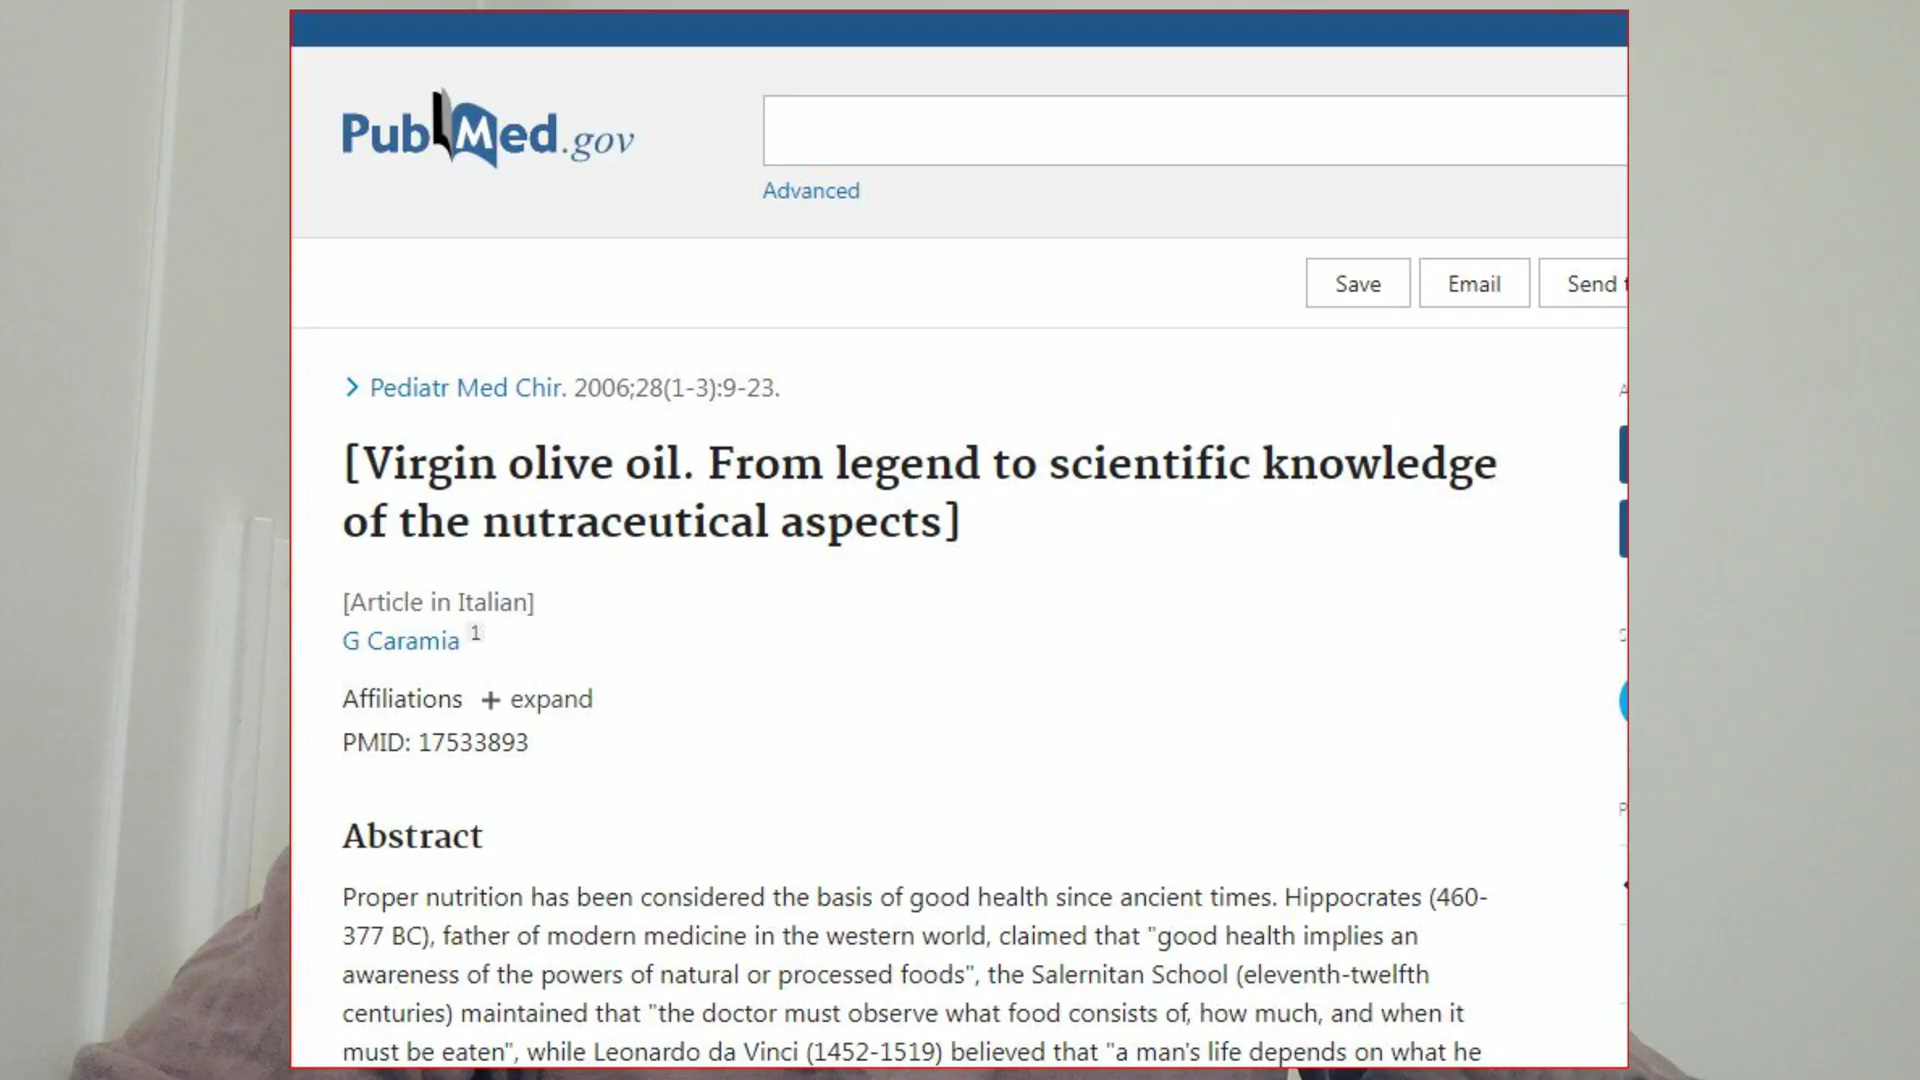 PubMed.gov
Advanced
Save
Email
Send
Pediatr Med Chir. 2006;28(1-3):9-23.
[Virgin olive oil. From legend to scientific knowledge
of the nutraceutical aspects]
[Article in Italian]
G Caramia 1
Affiliations + expand
PMID: 17533893
Abstract
Proper nutrition has been considered the basis of good health since ancient times. Hippocrates (460-
377 BC), father of modern medicine in the western world, claimed that "good health implies an
awareness of the powers of natural or processed foods", the Salernitan School (eleventh-twelfth
centuries) maintained that "the doctor must observe what food consists of, how much, and when it
must be eaten", while Leonardo da Vinci (1452-1519) believed that "a man's life depends on what he